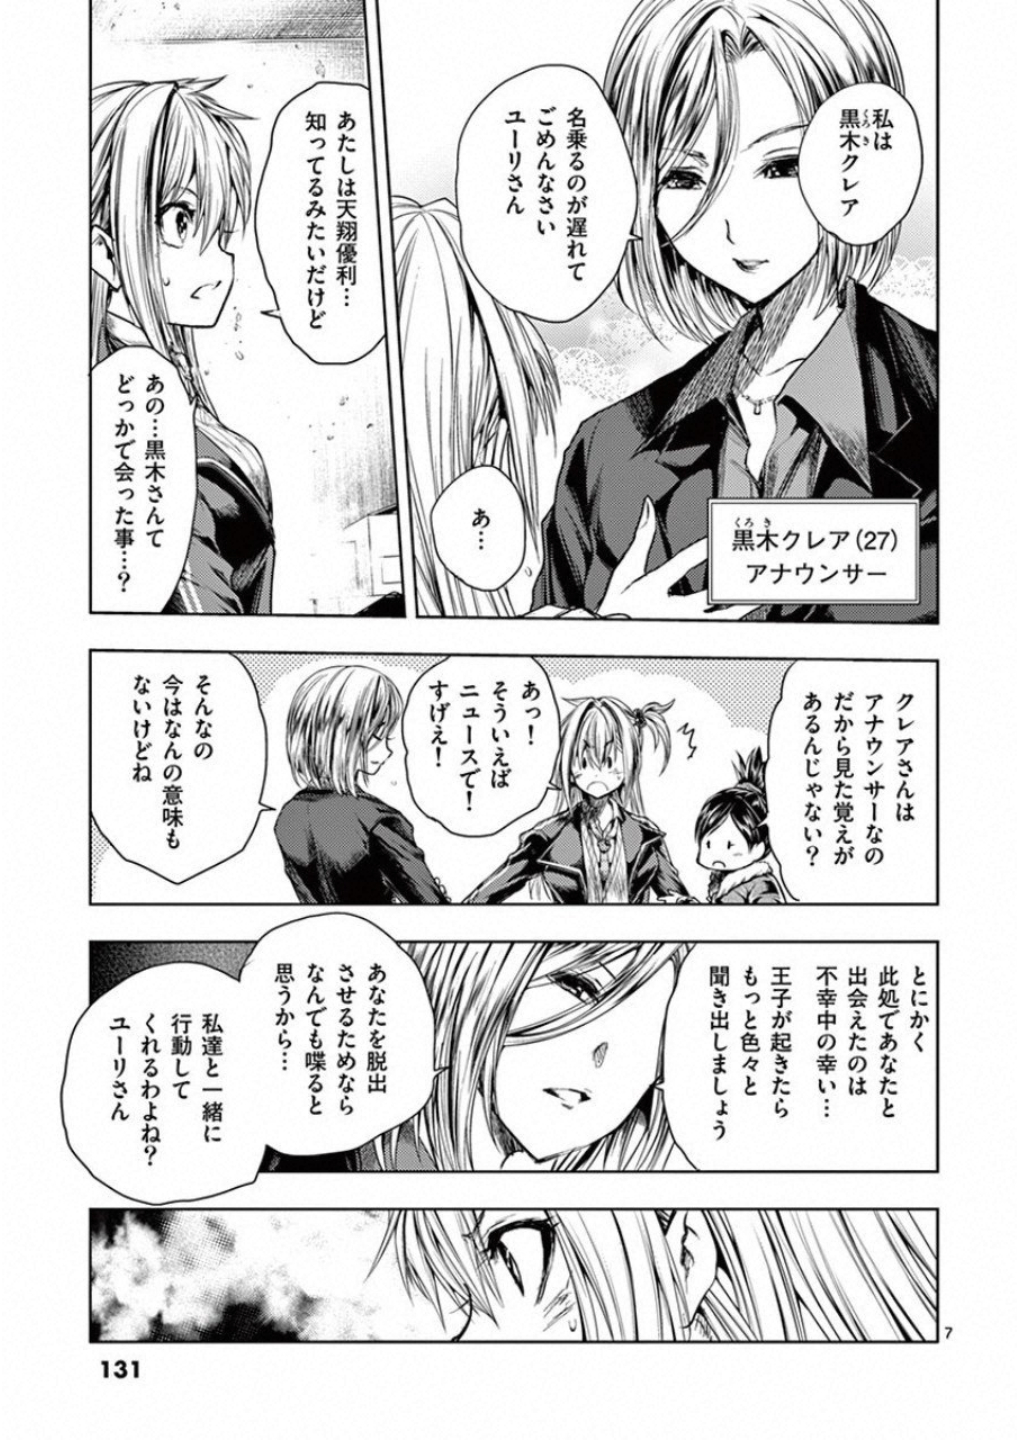 私は
黒木クレア
くろき
名乗るのが遅れて
ごめんなさい
ユーリさん
黒木クレア(27)
くろき
アナウンサー
あ…
あたしは天翔優利…
知ってるみたいだけど
あの…黒木さんて
どっかで会った事…？
クレアさんは
アナウンサーなの
だから見た覚えが
あるんじゃない？
あっ！
そういえば
ニュースで！
すげえ！
そんなの
今はなんの意味も
ないけどね
とにかく
此処であなたと
出会えたのは
不幸中の幸い…
王子が起きたら
もっと色々と
聞き出しましょう
あなたを脱出
させるためなら
なんでも喋ると
思うから…
私達と一緒に
行動して
くれるわよね？
ユーリさん
7
131